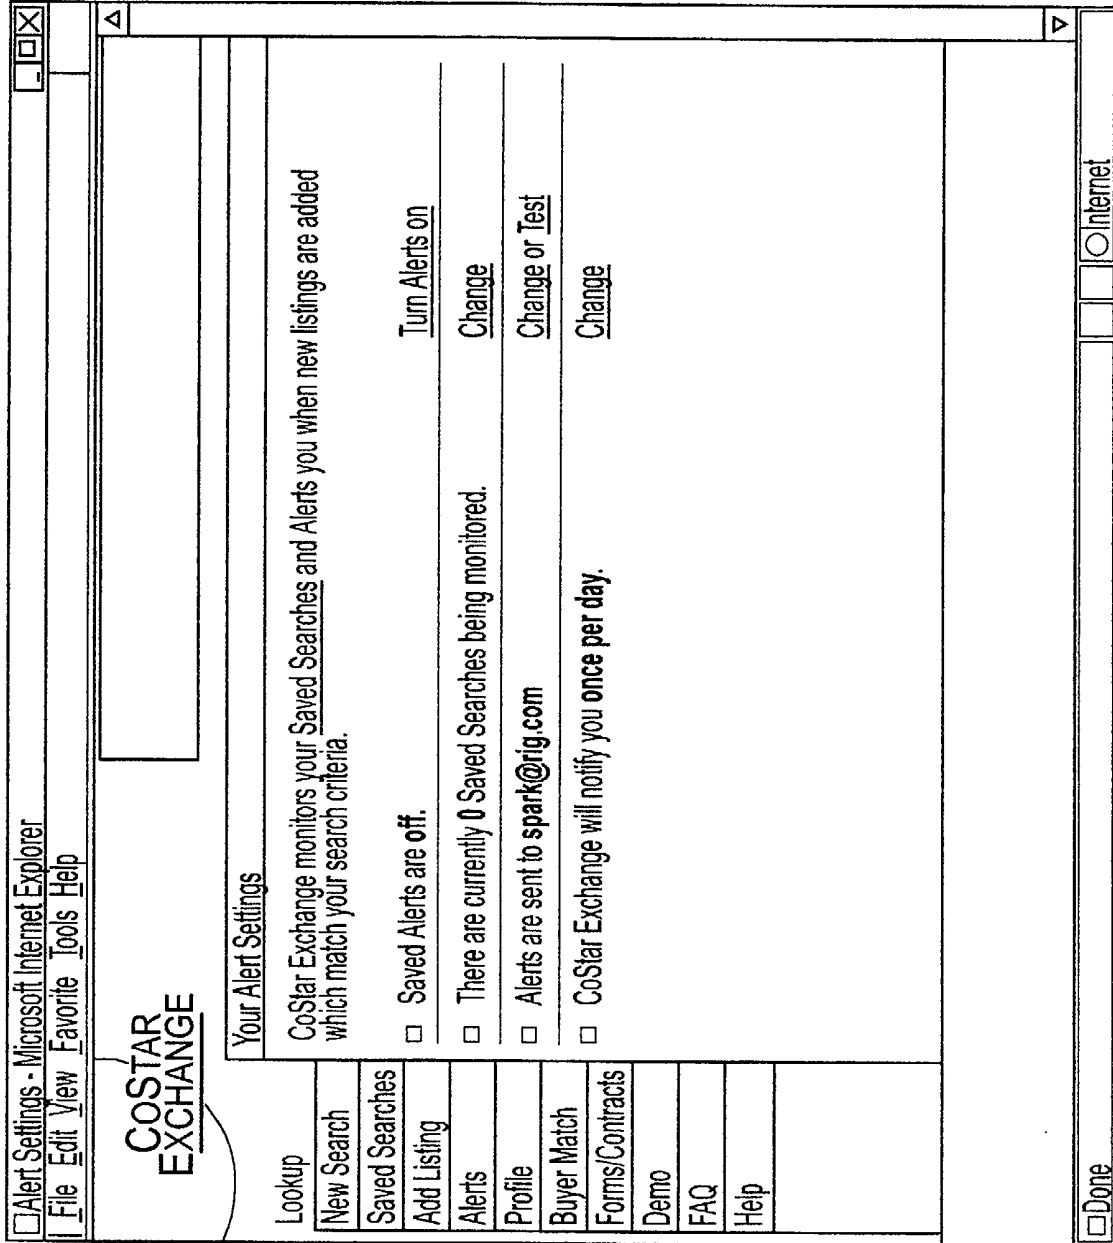 Alert Settings - Microsoft Internet Explorer
File Edit View Favorite Tools Help
COSTAR
EXCHANGE
Lookup
New Search
Saved Searches
Add Listing
Alerts
Profile
Buyer Match
Forms/Contracts
Demo
FAQ
Help
Your Alert Settings
CoStar Exchange monitors your Saved Searches and Alerts you when new listings are added
which match your search criteria.
Saved Alerts are off. Turn Alerts on
There are currently 0 Saved Searches being monitored. Change
Alerts are sent to spark@rig.com Change or Test
CoStar Exchange will notify you once per day. Change
Done Internet